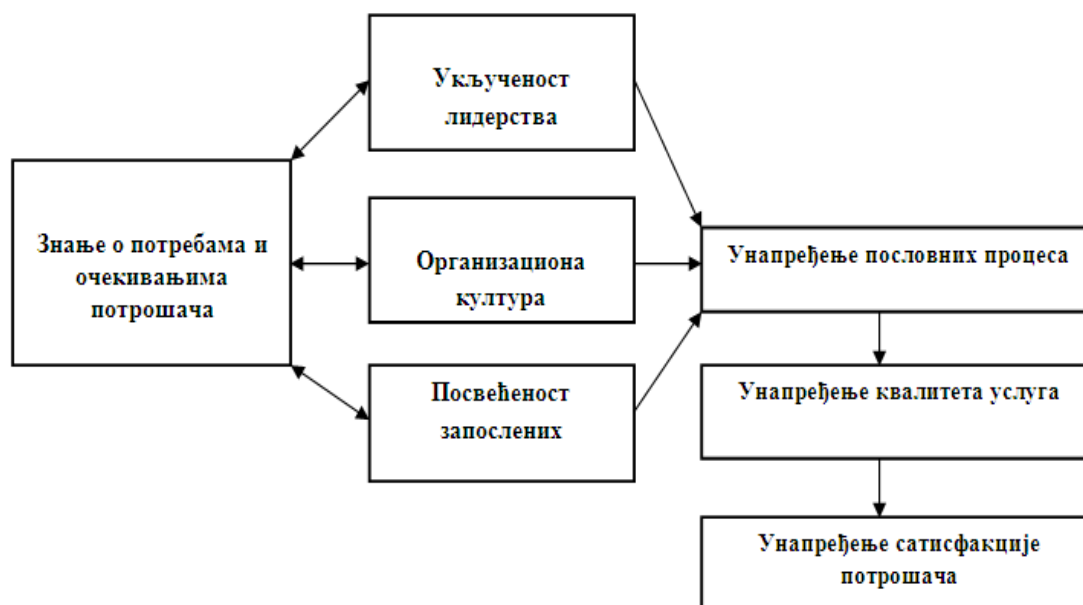 Знање о потребама и
очекивањима
потрошача
Укљученост
лидерства
Организациона
култура
Посвећеност
запослених
Унапређење пословних процеса
Унапређење квалитета услуга
Унапређење сатисфакције
потрошача